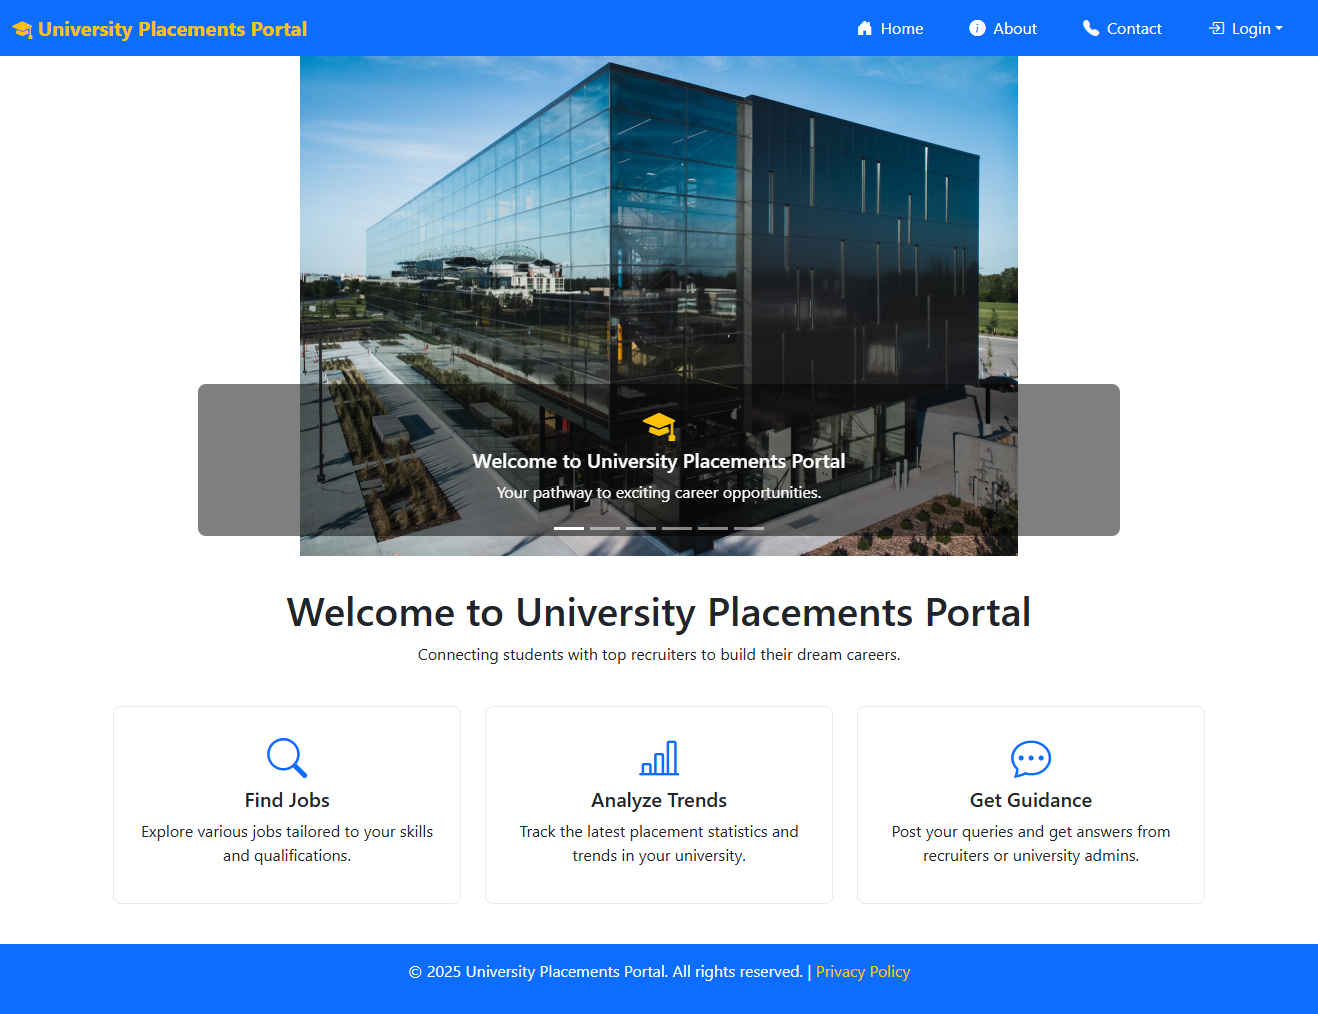 University Placements Portal
Home
About
Contact
Login
Welcome to University Placements Portal
Your pathway to exciting career opportunities.
Welcome to University Placements Portal
Connecting students with top recruiters to build their dream careers.
Find Jobs
Explore various jobs tailored to your skills
and qualifications.
Analyze Trends
Track the latest placement statistics and
trends in your university.
Get Guidance
Post your queries and get answers from
recruiters or university admins.
© 2025 University Placements Portal. All rights reserved. | Privacy Policy